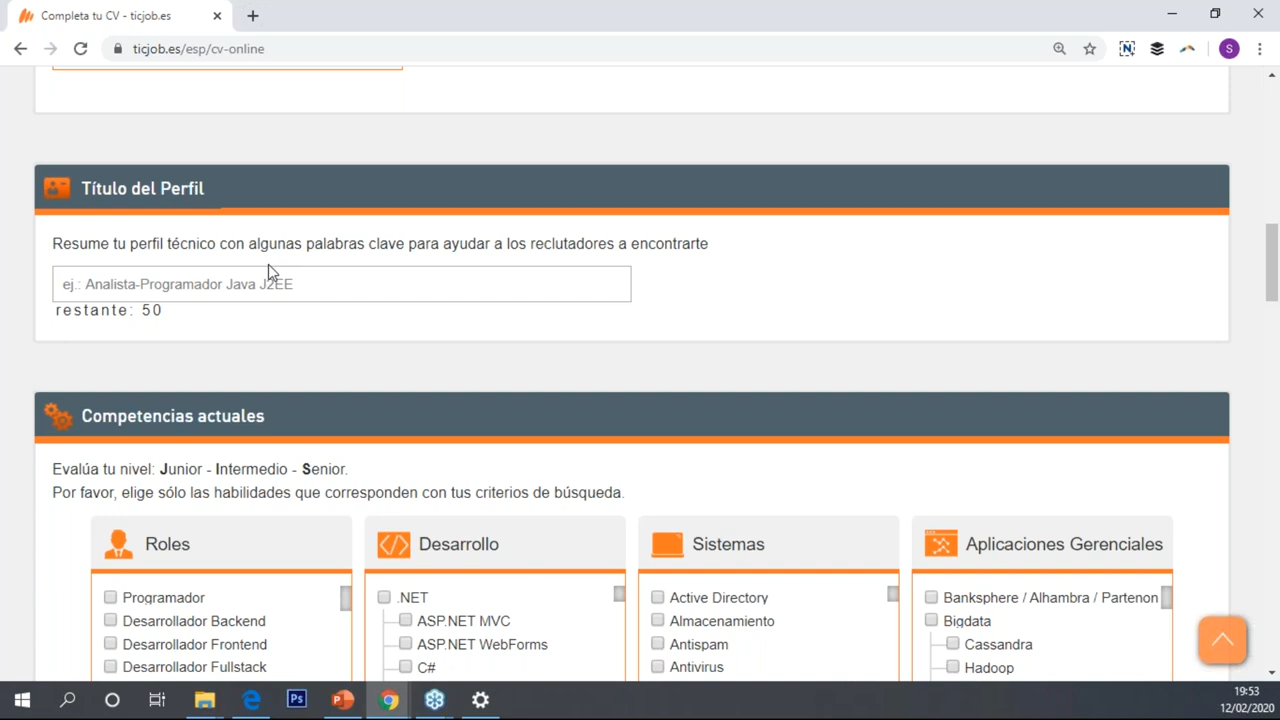 Completa tu CV - ticjob.es
ticjob.es/esp/cv-online
S
Título del Perfil
Resume tu perfil técnico con algunas palabras clave para ayudar a los reclutadores a encontrarte
ej.: Analista-Programador Java J2EE
restante: 50
Competencias actuales
Evalúa tu nivel: Junior - Intermedio - Senior.
Por favor, elige sólo las habilidades que corresponden con tus criterios de búsqueda.
Roles
Programador
Desarrollador Backend
Desarrollador Frontend
Desarrollador Fullstack
Desarrollo
.NET
ASP.NET MVC
ASP.NET WebForms
C#
Sistemas
Active Directory
Almacenamiento
Antispam
Antivirus
Aplicaciones Gerenciales
Banksphere / Alhambra / Partenon
Bigdata
Cassandra
Hadoop
Ps
19:53
12/02/2020